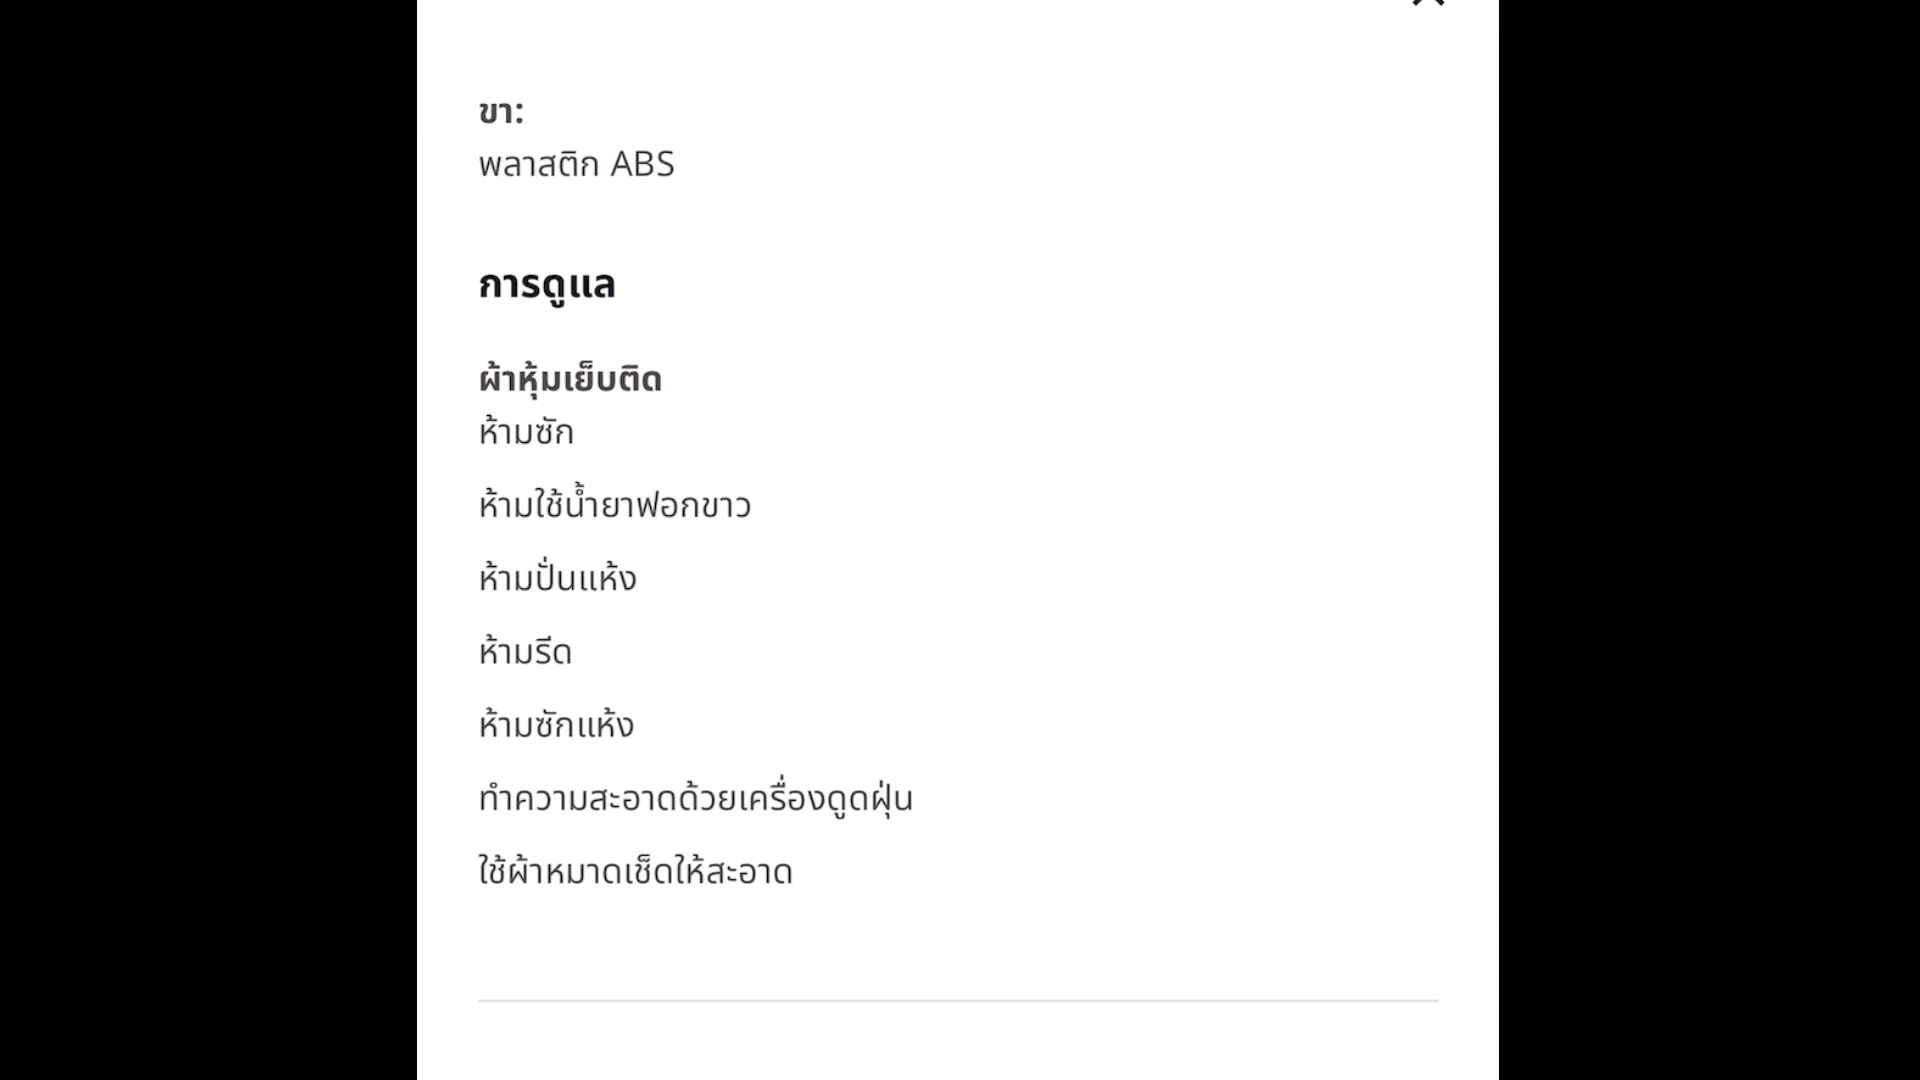 ขา:
พลาสติก ABS
การดูแล
ผ้าหุ้มเย็บติด
ห้ามซัก
ห้ามใช้น้ำยาฟอกขาว
ห้ามปั่นแห้ง
ห้ามรีด
ห้ามซักแห้ง
ทำความสะอาดด้วยเครื่องดูดฝุ่น
ใช้ผ้าหมาดเช็ดให้สะอาด